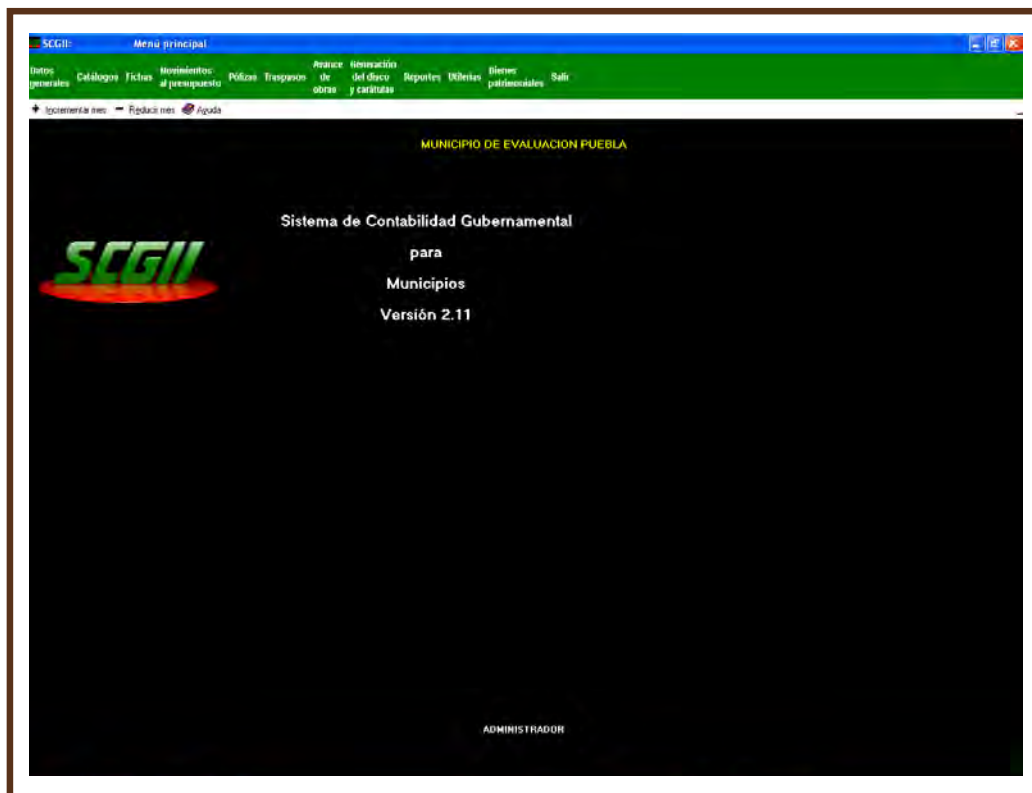 SCGII: Menú principal
Datos generales Catálogos Fichas Movimientos al presupuesto Pólizas Traspasos Avance de obras Generación del disco y carátulas Reportes Utilerías Bienes patrimoniales Salir
Incrementar mes Reducir mes Ayuda
MUNICIPIO DE EVALUACION PUEBLA
Sistema de Contabilidad Gubernamental
para
SCGII
Municipios
Versión 2.11
ADMINISTRADOR